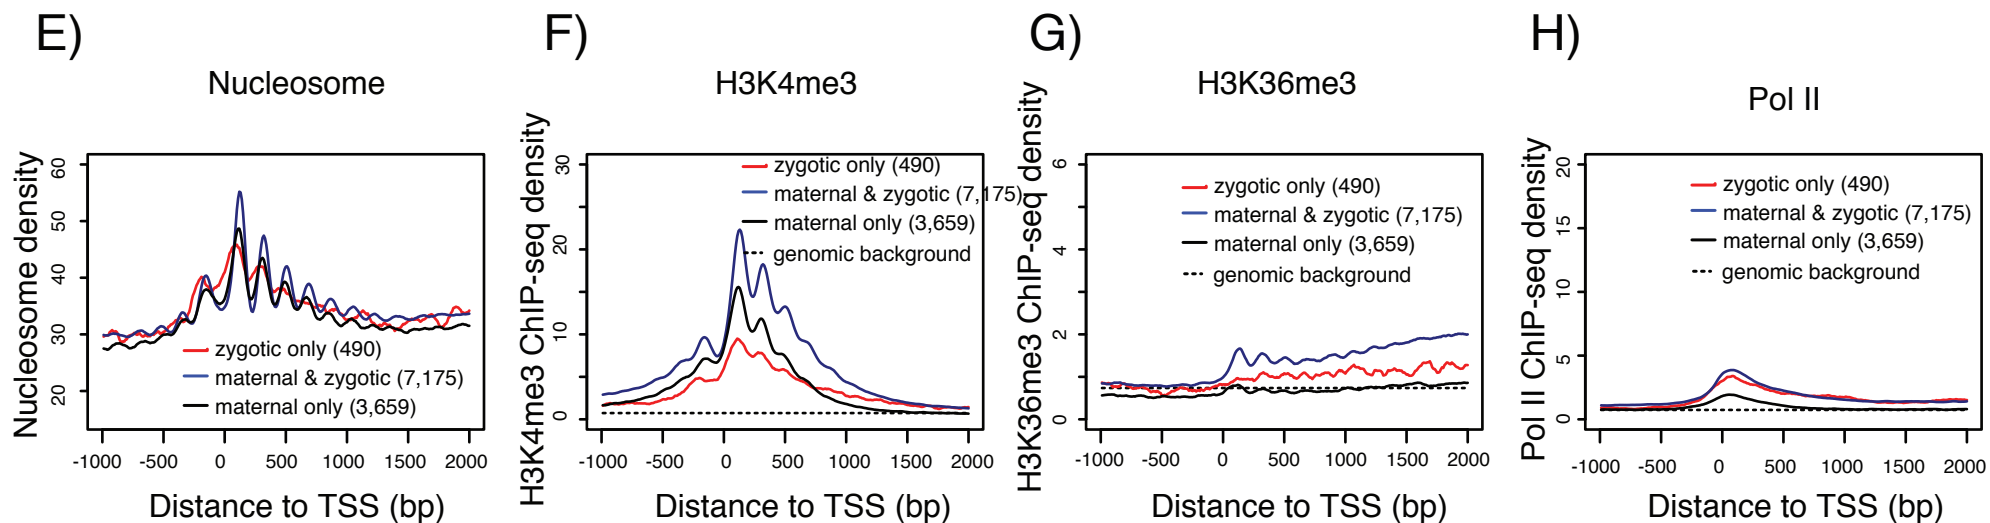 E)
Nucleosome
Nucleosome density
60
50
40
30
20
zygotic only (490)
maternal & zygotic (7,175)
maternal only (3,659)
-1000 -500 0 500 1000 2000
Distance to TSS (bp)
F)
H3K4me3
H3K4me3 ChIP-seq density
30
20
10
0
zygotic only (490)
maternal & zygotic (7,175)
maternal only (3,659)
genomic background
-1000 -500 0 500 1000 2000
Distance to TSS (bp)
G)
H3K36me3
H3K36me3 ChIP-seq density
6
4
2
0
zygotic only (490)
maternal & zygotic (7,175)
maternal only (3,659)
genomic background
-1000 -500 0 500 1000 2000
Distance to TSS (bp)
H)
Pol II
Pol II ChIP-seq density
20
15
10
5
0
zygotic only (490)
maternal & zygotic (7,175)
maternal only (3,659)
genomic background
-1000 -500 0 500 1000 2000
Distance to TSS (bp)